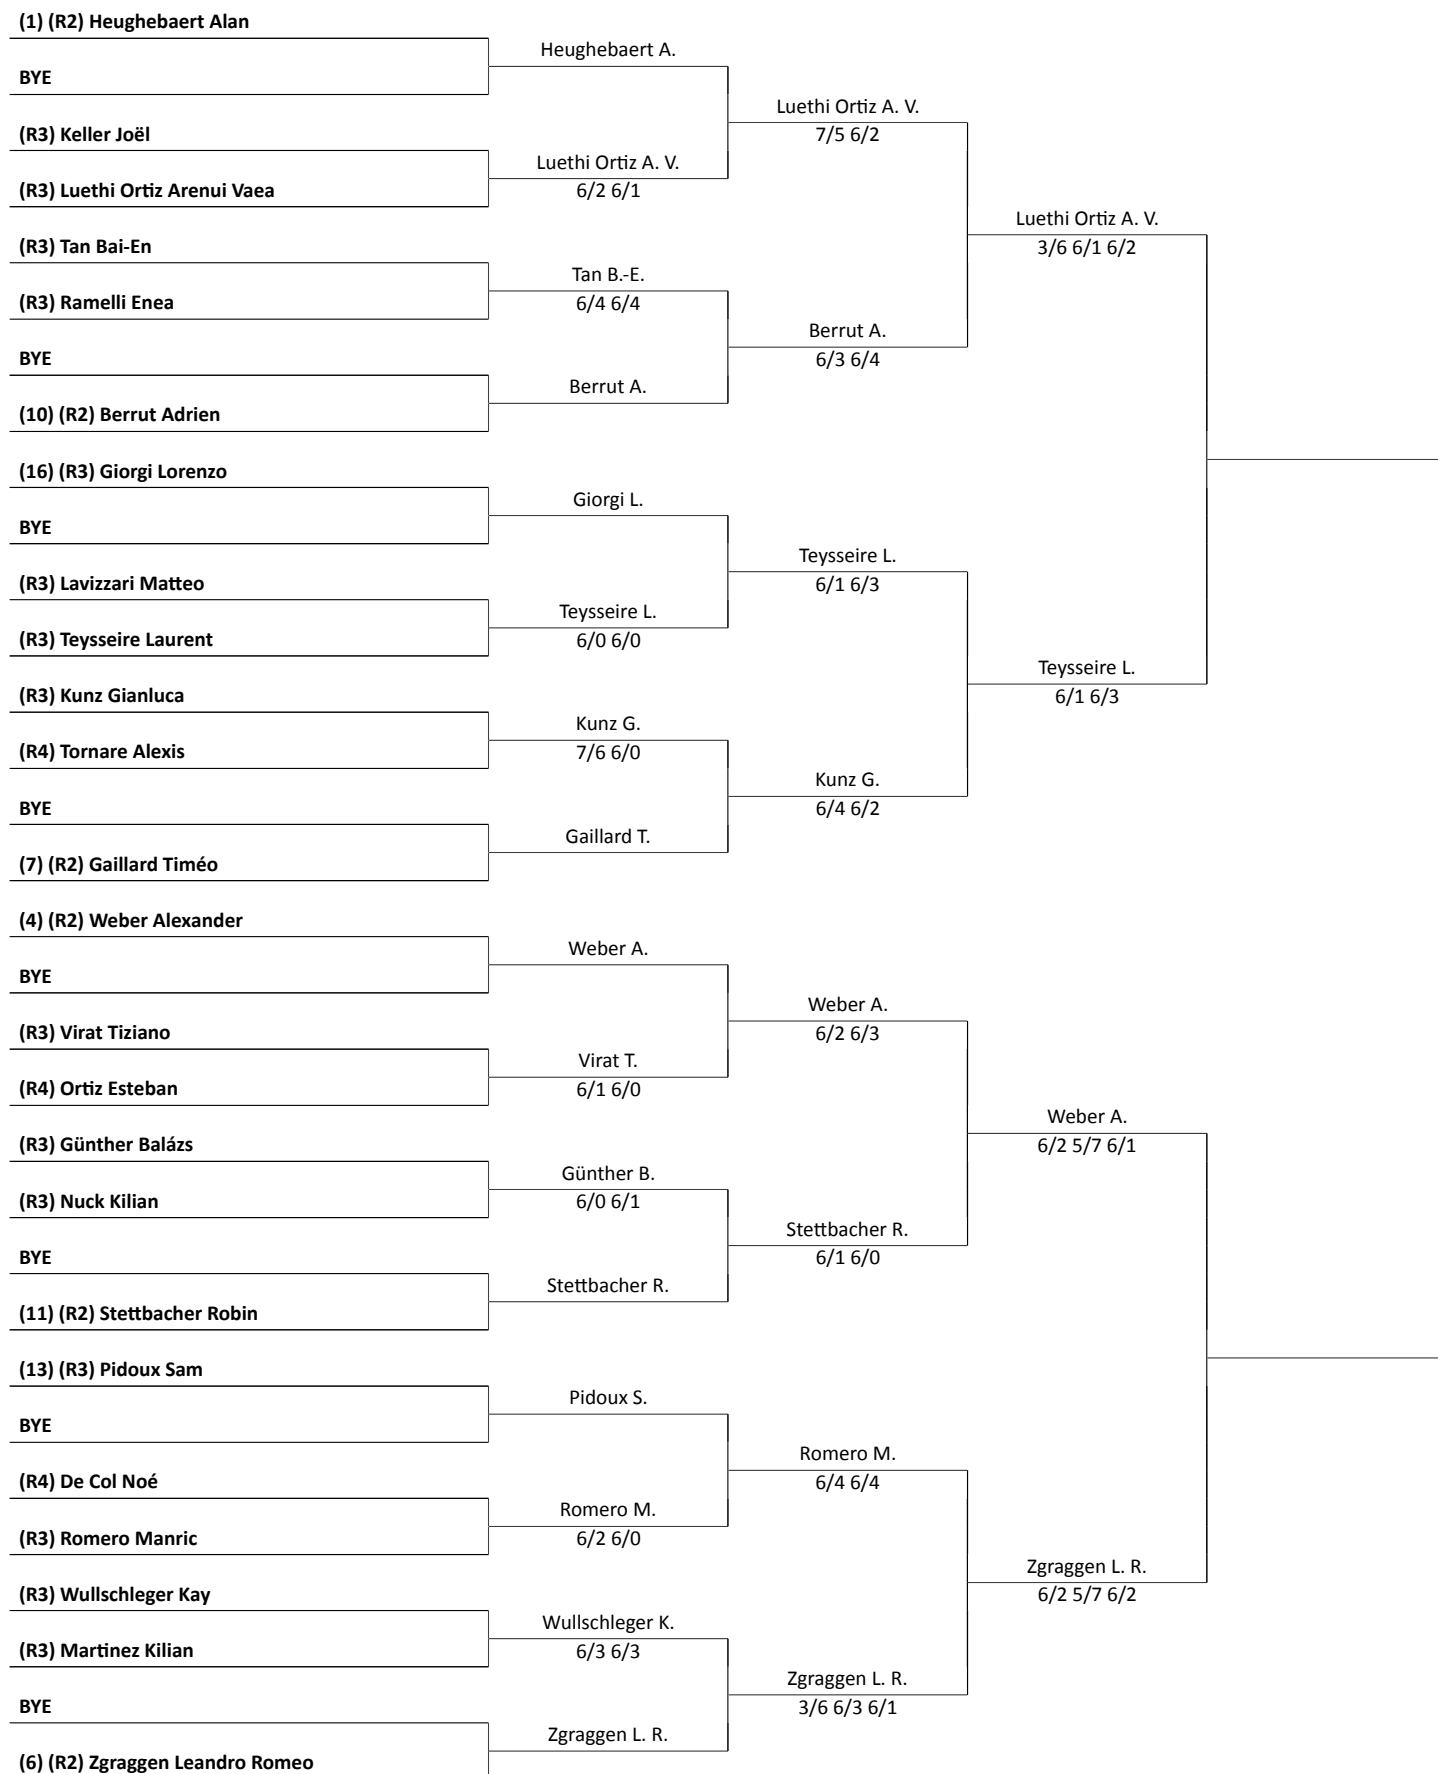 (1) (R2) Heughebaert Alan
Heughebaert A.
BYE
Luethi Ortiz A. V.
7/5 6/2
(R3) Keller Joël
Luethi Ortiz A. V.
6/2 6/1
(R3) Luethi Ortiz Arenui Vaea
Luethi Ortiz A. V.
3/6 6/1 6/2
(R3) Tan Bai-En
Tan B.-E.
6/4 6/4
(R3) Ramelli Enea
Berrut A.
6/3 6/4
BYE
Berrut A.
(10) (R2) Berrut Adrien
(16) (R3) Giorgi Lorenzo
Giorgi L.
BYE
Teysseire L.
6/1 6/3
(R3) Lavizzari Matteo
Teysseire L.
6/0 6/0
(R3) Teysseire Laurent
Teysseire L.
6/1 6/3
(R3) Kunz Gianluca
Kunz G.
7/6 6/0
(R4) Tornare Alexis
Kunz G.
6/4 6/2
BYE
Gaillard T.
(7) (R2) Gaillard Timéo
(4) (R2) Weber Alexander
Weber A.
BYE
Weber A.
6/2 6/3
(R3) Virat Tiziano
Virat T.
6/1 6/0
(R4) Ortiz Esteban
Weber A.
6/2 5/7 6/1
(R3) Günther Balázs
Günther B.
6/0 6/1
(R3) Nuck Kilian
Stettbacher R.
6/1 6/0
BYE
Stettbacher R.
(11) (R2) Stettbacher Robin
(13) (R3) Pidoux Sam
Pidoux S.
BYE
Romero M.
6/4 6/4
(R4) De Col Noé
Romero M.
6/2 6/0
(R3) Romero Manric
Zgraggen L. R.
6/2 5/7 6/2
(R3) Wullschleger Kay
Wullschleger K.
6/3 6/3
(R3) Martinez Kilian
Zgraggen L. R.
3/6 6/3 6/1
BYE
Zgraggen L. R.
(6) (R2) Zgraggen Leandro Romeo